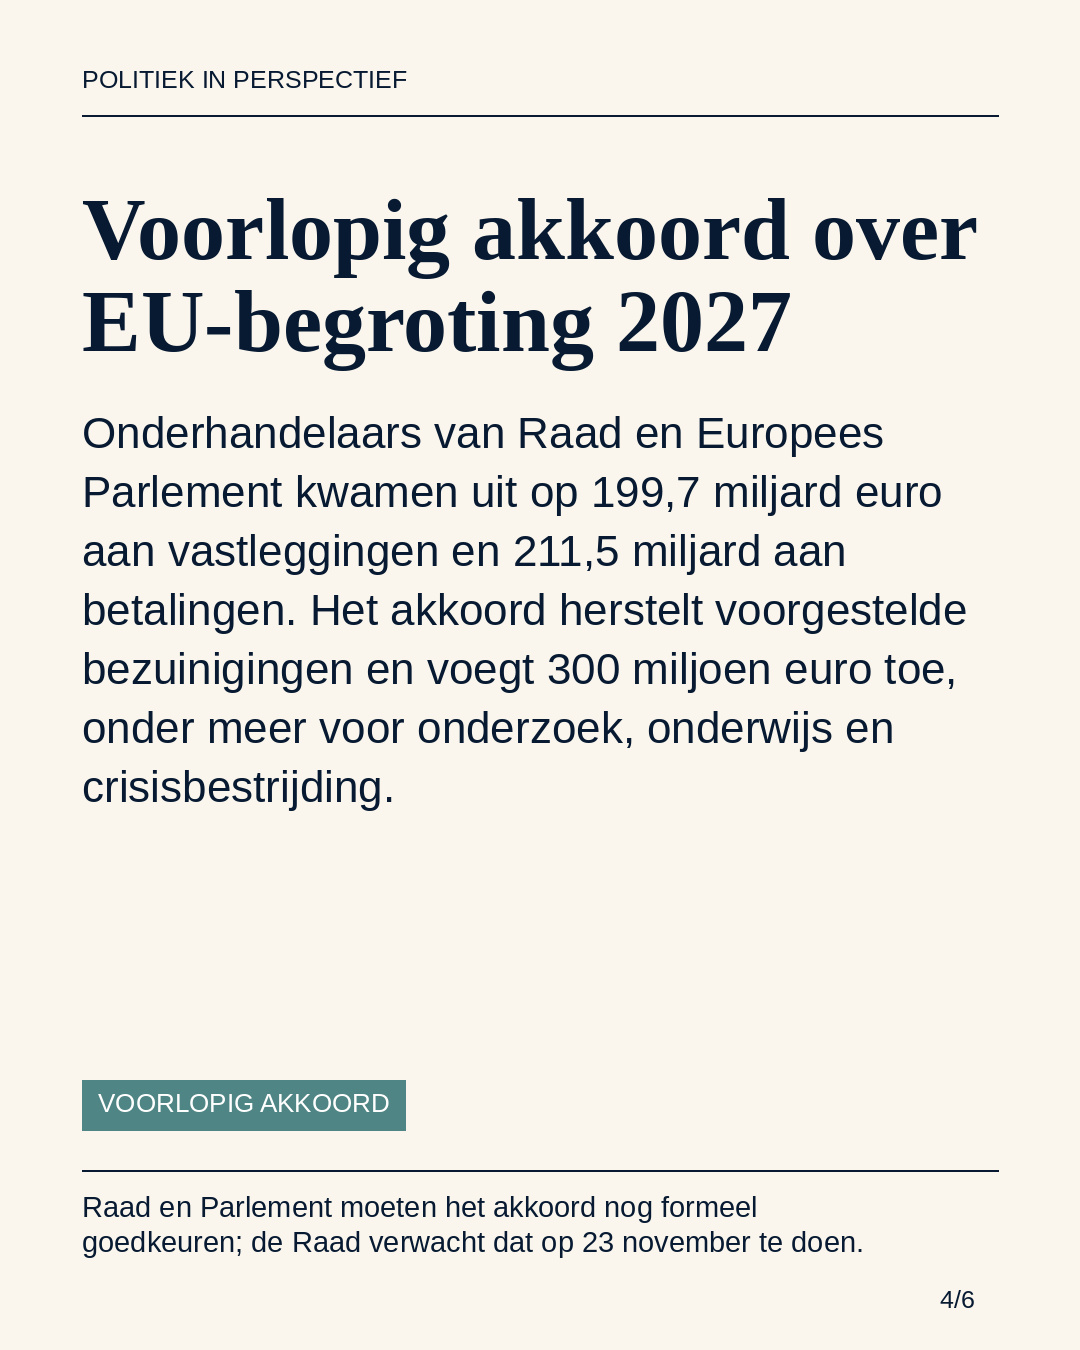 POLITIEK IN PERSPECTIEF
Voorlopig akkoord over
EU-begroting 2027
Onderhandelaars van Raad en Europees
Parlement kwamen uit op 199,7 miljard euro
aan vastleggingen en 211,5 miljard aan
betalingen. Het akkoord herstelt voorgestelde
bezuinigingen en voegt 300 miljoen euro toe,
onder meer voor onderzoek, onderwijs en
crisisbestrijding.
VOORLOPIG AKKOORD
Raad en Parlement moeten het akkoord nog formeel
goedkeuren; de Raad verwacht dat op 23 november te doen.
4/6